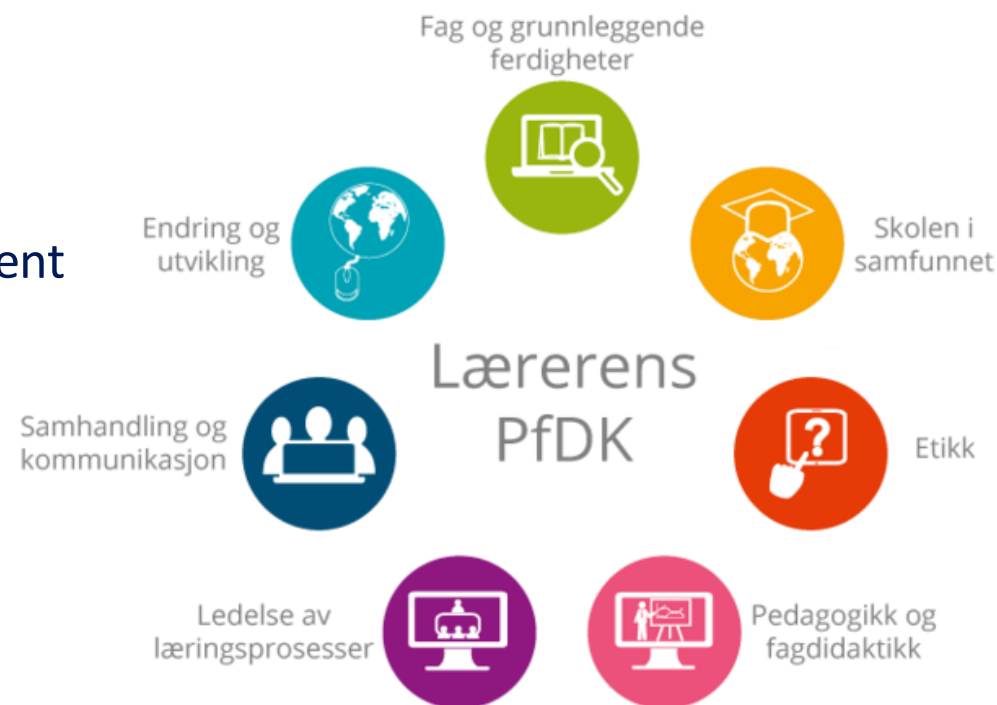 Fag og grunnleggende
ferdigheter
Endring og
utvikling
Skolen i
samfunnet
ent
Lærerens
PfDK
Samhandling og
kommunikasjon
?
Etikk
Ledelse av
læringsprosesser
Pedagogikk og
fagdidaktikk